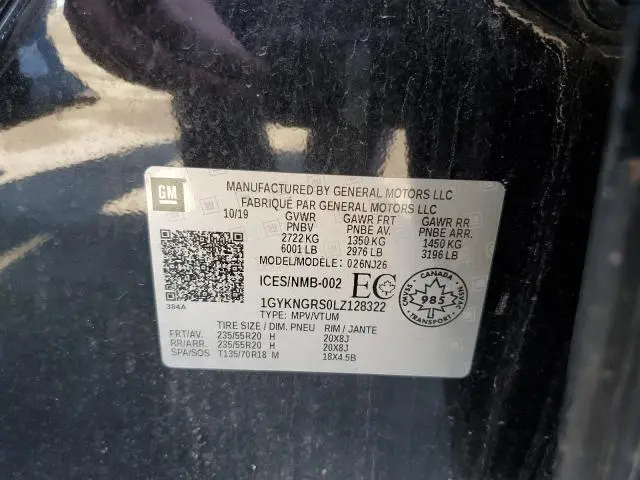 GM
MANUFACTURED BY GENERAL MOTORS LLC
FABRIQUÉ PAR GENERAL MOTORS LLC
10/19 GVWR GAWR FRT GAWR RR
PNBV PNBE AV. PNBE ARR.
2722 KG 1350 KG 1450 KG
6001 LB 2976 LB 3196 LB
MODEL/MODÈLE: 026NJ26
ICES/NMB-002 EC
CANADA
985
384A
1GYKNGRS0LZ128322
TYPE: MPV/VTUM
TIRE SIZE / DIM. PNEU RIM / JANTE
FRT/AV. 235/55R20 H 20X8J
RR/ARR. 235/55R20 H 20X8J
SPA/SOS T135/70R18 M 18X4.5B